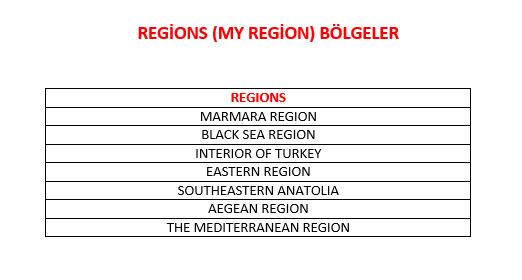 REGİONS (MY REGİON) BÖLGELER
REGIONS
MARMARA REGION
BLACK SEA REGION
INTERIOR OF TURKEY
EASTERN REGION
SOUTHEASTERN ANATOLIA
AEGEAN REGION
THE MEDITERRANEAN REGION